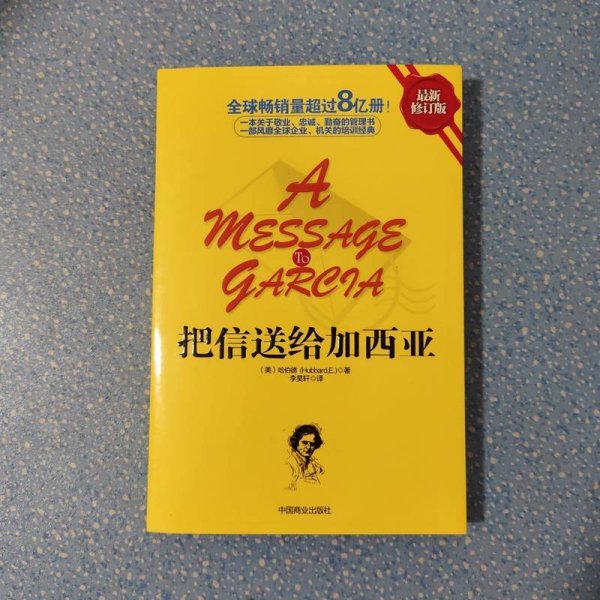 全球畅销量超过8亿册！
最新
修订版
一本关于敬业、忠诚、勤奋的管理书
一部风靡全球企业、机关的培训经典
A
MESSAGE
To
GARCIA
把信送给加西亚
（美）哈伯德 (Hubbard,E.)◎著
李昊轩◎译
中国商业出版社